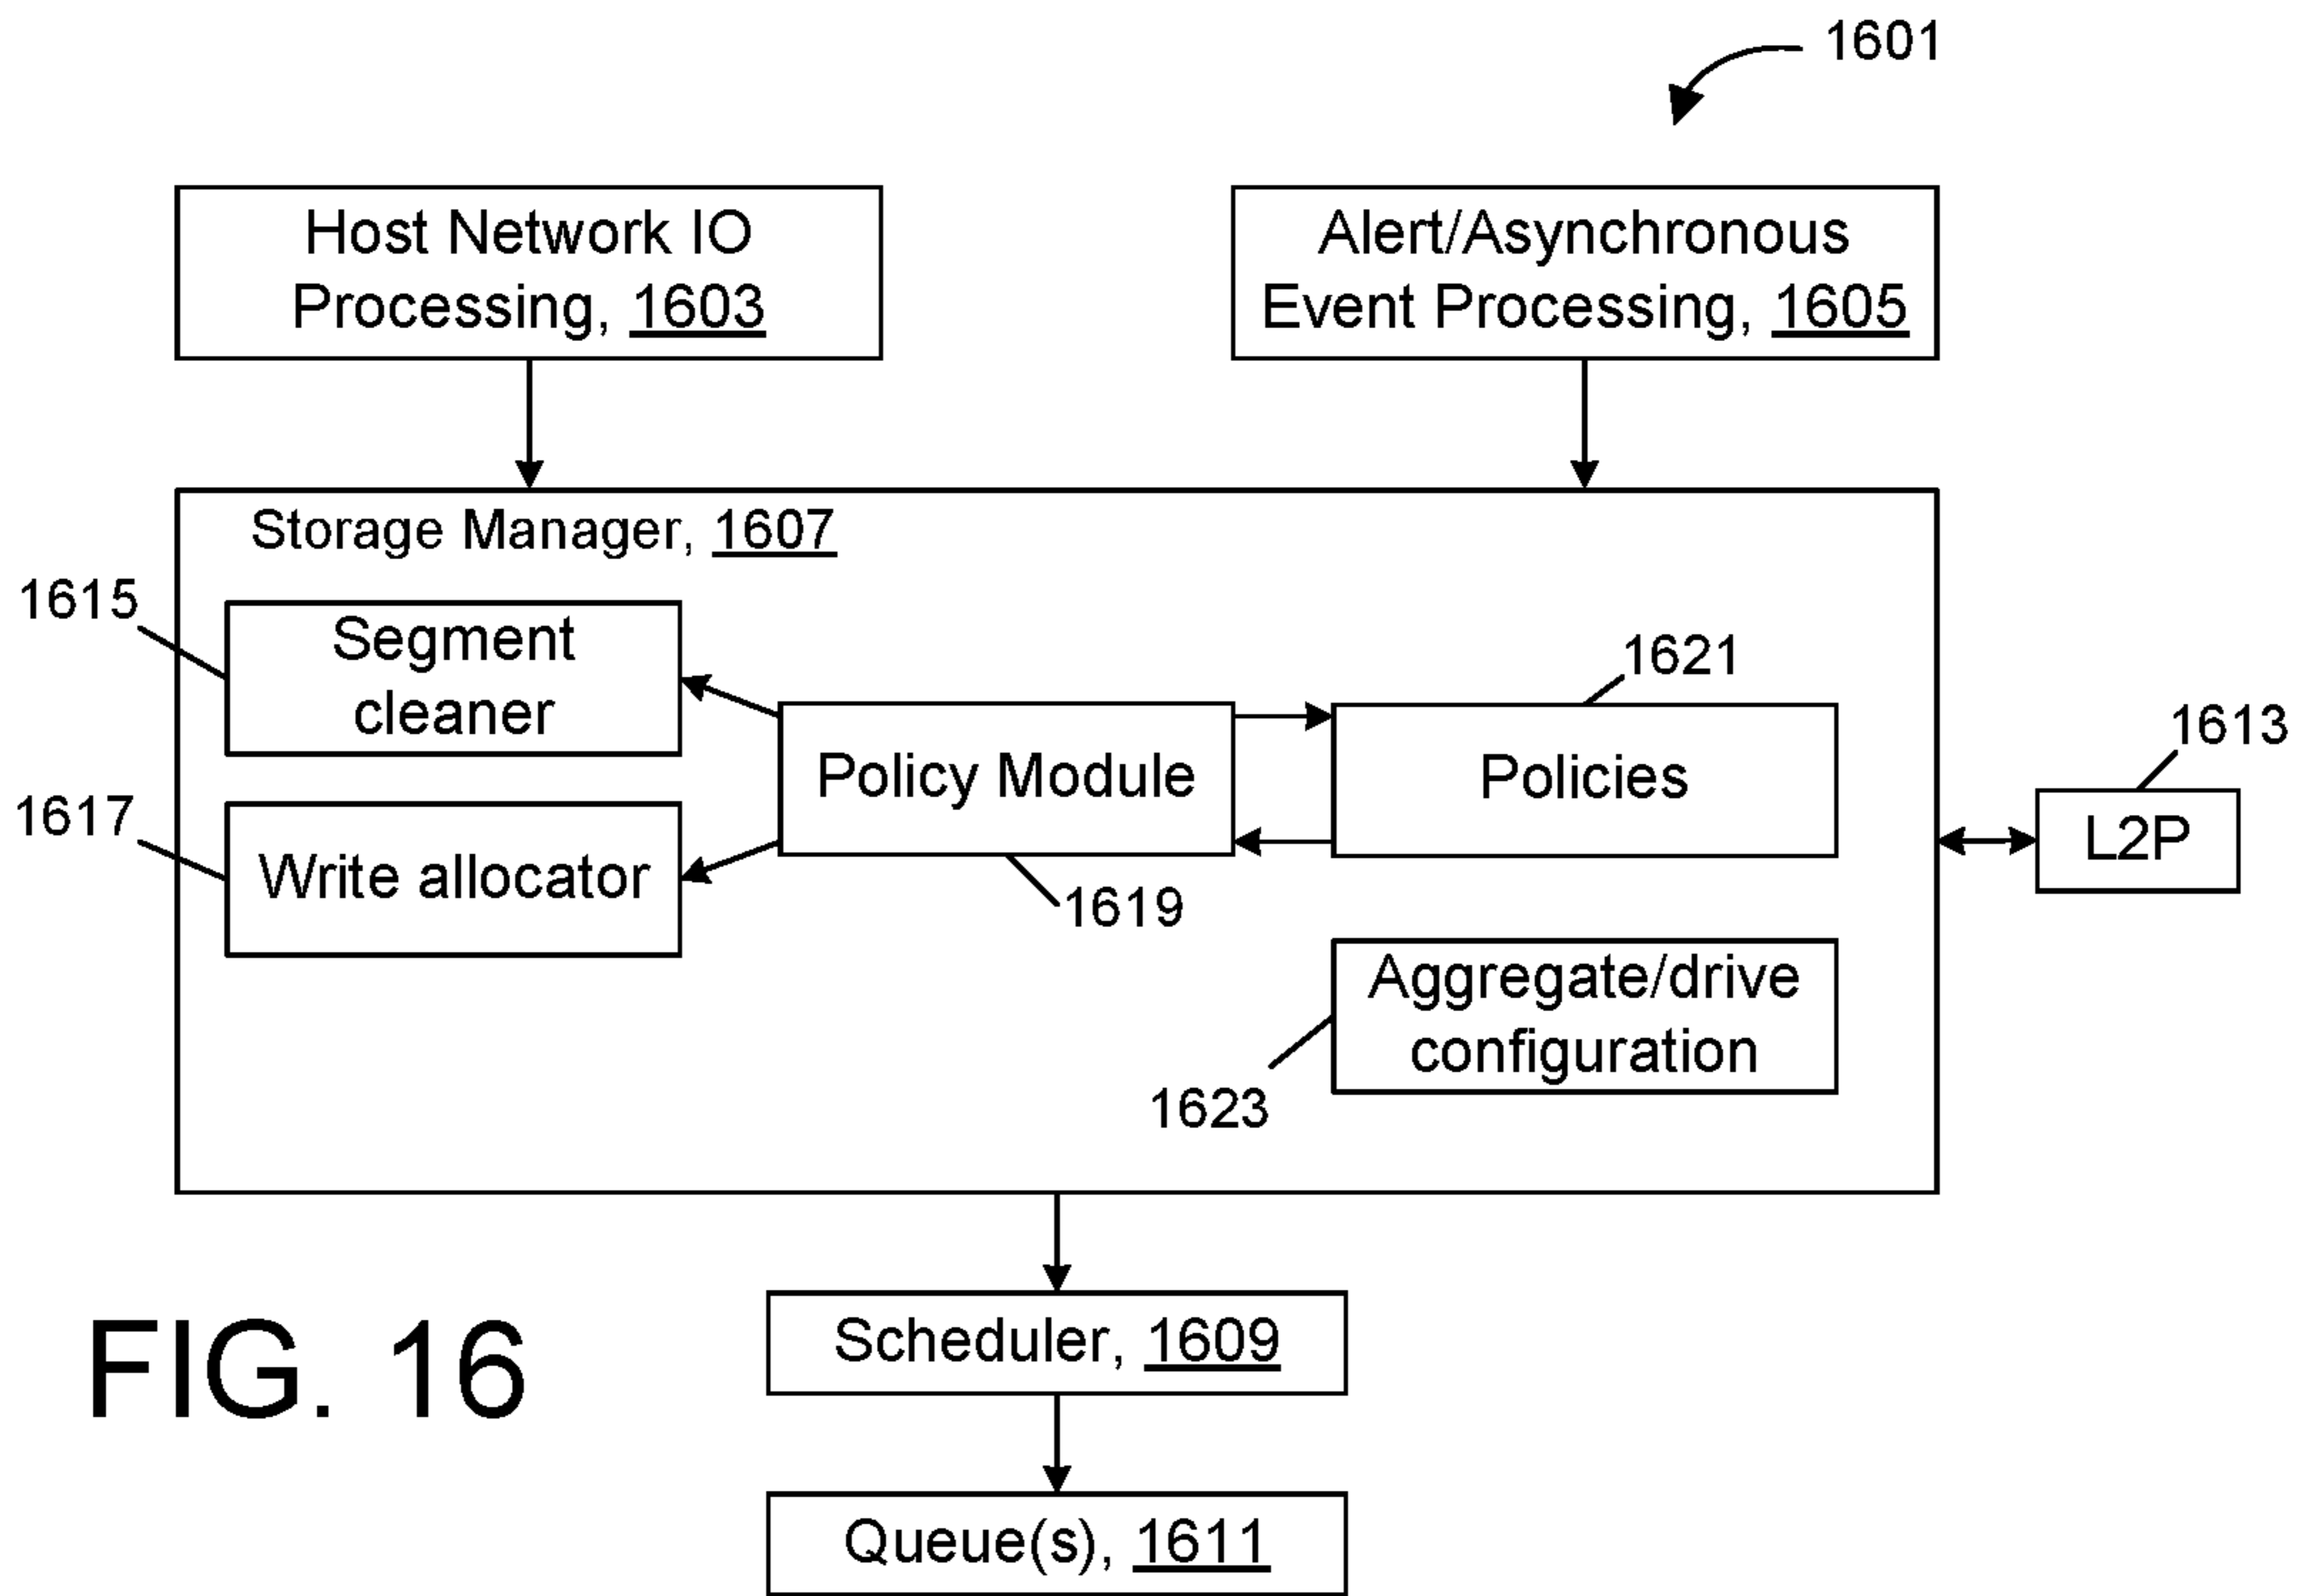 1601
Host Network IO
Processing, 1603
Alert/Asynchronous
Event Processing, 1605
Storage Manager, 1607
1615
Segment
cleaner
1621
1613
Policy Module
Policies
L2P
1617
Write allocator
1619
Aggregate/drive
configuration
1623
Scheduler, 1609
FIG. 16
Queue(s), 1611